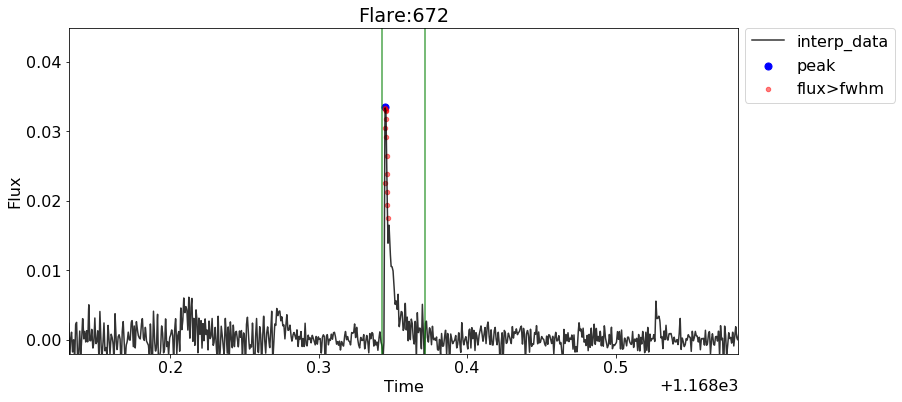 Flare:672
interp_data
peak
flux>fwhm
Flux
0.04
0.03
0.02
0.01
0.00
0.2
0.3
0.4
0.5
Time
+1.168e3